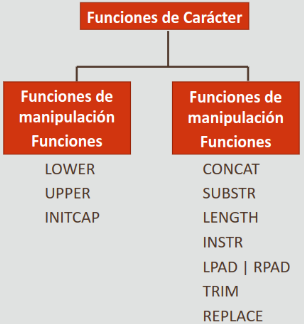 Funciones de Carácter
Funciones de
manipulación
Funciones
LOWER
UPPER
INITCAP
Funciones de
manipulación
Funciones
CONCAT
SUBSTR
LENGTH
INSTR
LPAD | RPAD
TRIM
REPLACE